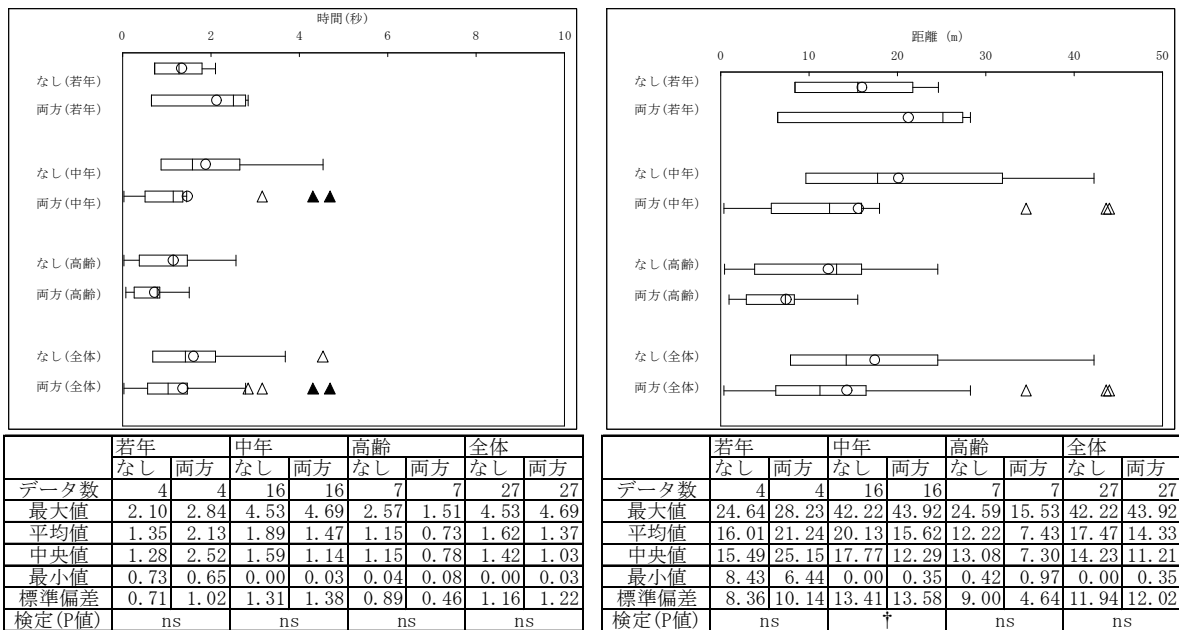 時間(秒)
0 2 4 6 8 10
なし(若年)
両方(若年)
なし(中年)
両方(中年)
なし(高齢)
両方(高齢)
なし(全体)
両方(全体)
若年 中年 高齢 全体
なし 両方 なし 両方 なし 両方 なし 両方
データ数 4 4 16 16 7 7 27 27
最大値 2.10 2.84 4.53 4.69 2.57 1.51 4.53 4.69
平均値 1.35 2.13 1.89 1.47 1.15 0.73 1.62 1.37
中央値 1.28 2.52 1.59 1.14 1.15 0.78 1.42 1.03
最小値 0.73 0.65 0.00 0.03 0.04 0.08 0.00 0.03
標準偏差 0.71 1.02 1.31 1.38 0.89 0.46 1.16 1.22
検定(P値) ns ns ns ns
距離 (m)
0 10 20 30 40 50
なし(若年)
両方(若年)
なし(中年)
両方(中年)
なし(高齢)
両方(高齢)
なし(全体)
両方(全体)
若年 中年 高齢 全体
なし 両方 なし 両方 なし 両方 なし 両方
データ数 4 4 16 16 7 7 27 27
最大値 24.64 28.23 42.22 43.92 24.59 15.53 42.22 43.92
平均値 16.01 21.24 20.13 15.62 12.22 7.43 17.47 14.33
中央値 15.49 25.15 17.77 12.29 13.08 7.30 14.23 11.21
最小値 8.43 6.44 0.00 0.35 0.42 0.97 0.00 0.35
標準偏差 8.36 10.14 13.41 13.58 9.00 4.64 11.94 12.02
検定(P値) ns † ns ns